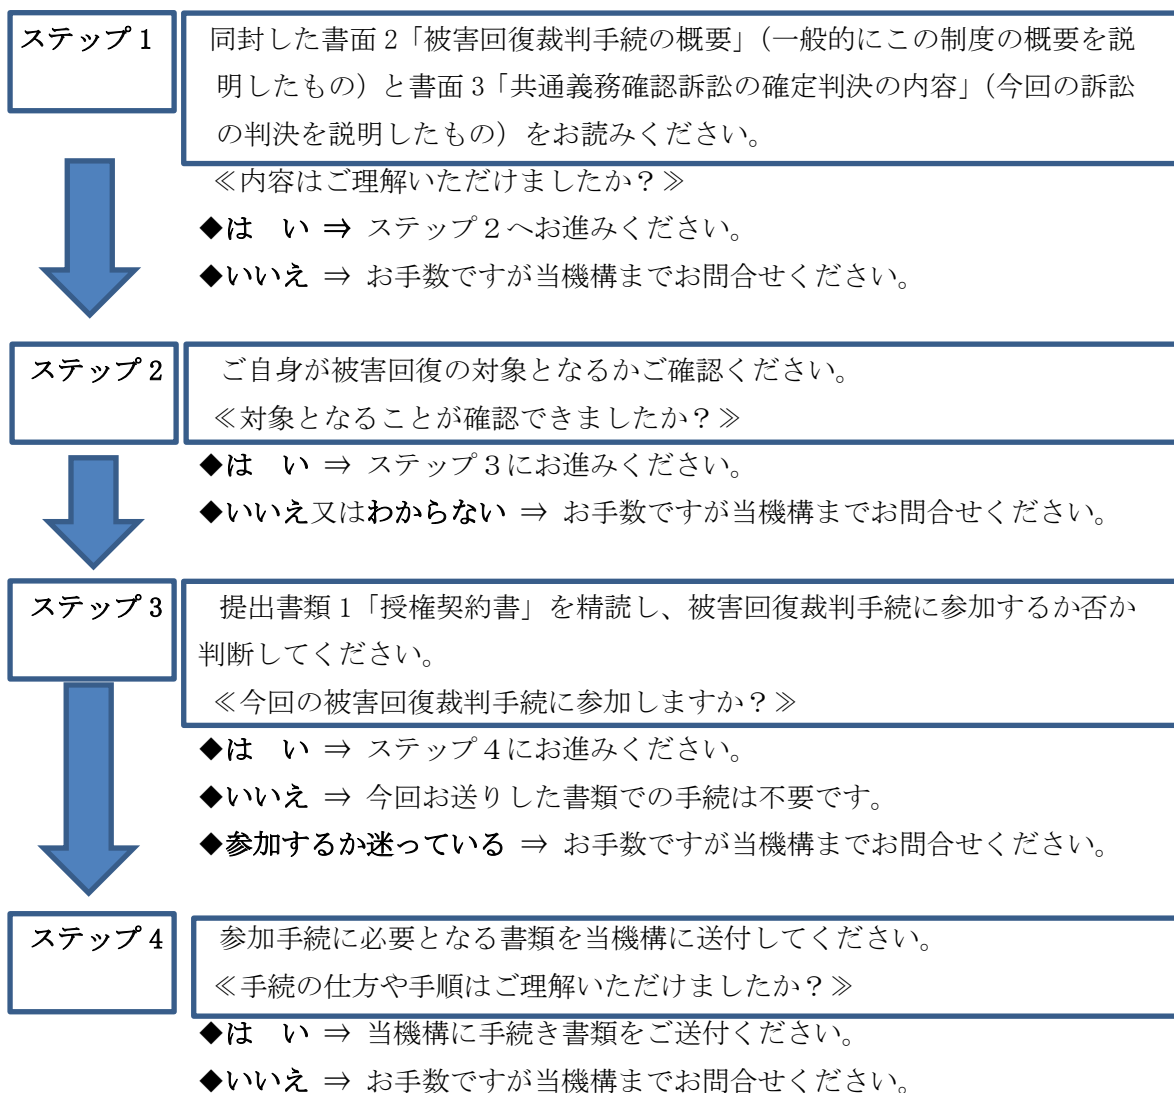 ステップ1
同封した書面2「被害回復裁判手続の概要」(一般的にこの制度の概要を説
明したもの)と書面3「共通義務確認訴訟の確定判決の内容」(今回の訴訟
の判決を説明したもの)をお読みください。
≪内容はご理解いただけましたか?≫
◆は い ⇒ ステップ2へお進みください。
◆いいえ ⇒ お手数ですが当機構までお問合せください。
ステップ2
ご自身が被害回復の対象となるかご確認ください。
≪対象となることが確認できましたか?≫
◆は い ⇒ ステップ3にお進みください。
◆いいえ又はわからない ⇒ お手数ですが当機構までお問合せください。
ステップ3
提出書類1「授権契約書」を精読し、被害回復裁判手続に参加するか否か
判断してください。
≪今回の被害回復裁判手続に参加しますか?≫
◆は い ⇒ ステップ4にお進みください。
◆いいえ ⇒ 今回お送りした書類での手続は不要です。
◆参加するか迷っている ⇒ お手数ですが当機構までお問合せください。
ステップ4
参加手続に必要となる書類を当機構に送付してください。
≪手続の仕方や手順はご理解いただけましたか?≫
◆は い ⇒ 当機構に手続き書類をご送付ください。
◆いいえ ⇒ お手数ですが当機構までお問合せください。